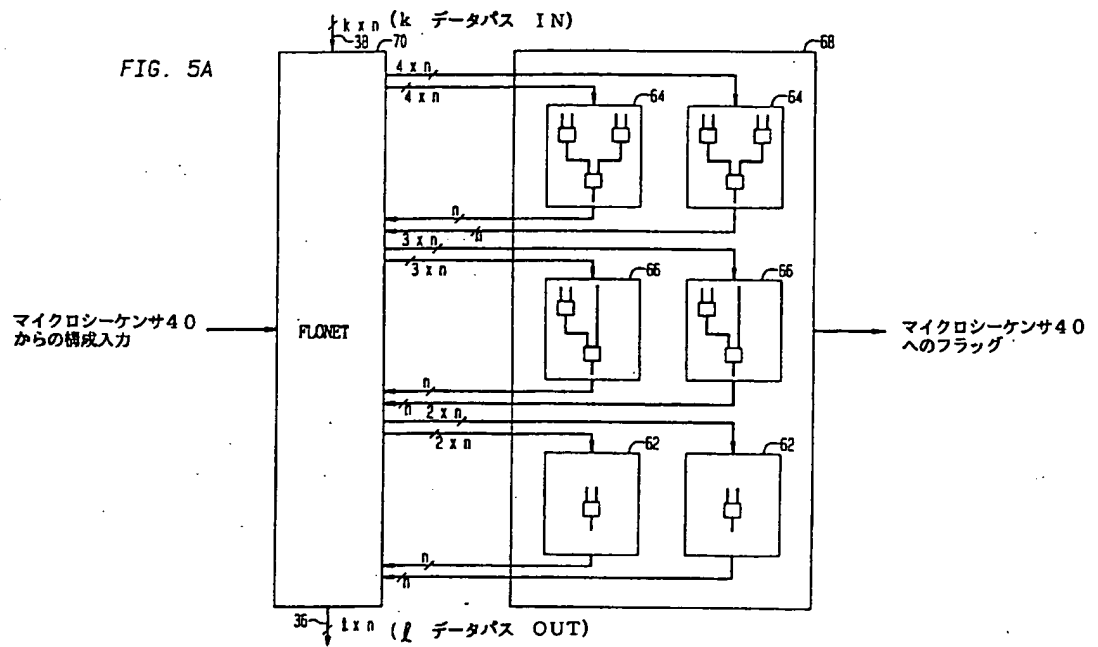 k x n (k データパス IN)
38
70
68
FIG. 5A
4 x n
4 x n
64
64
n
n
3 x n
3 x n
66
66
マイクロシーケンサ40
からの構成入力
FLONET
マイクロシーケンサ40
へのフラッグ
n
n
2 x n
2 x n
62
62
n
n
36
l x n (l データパス OUT)